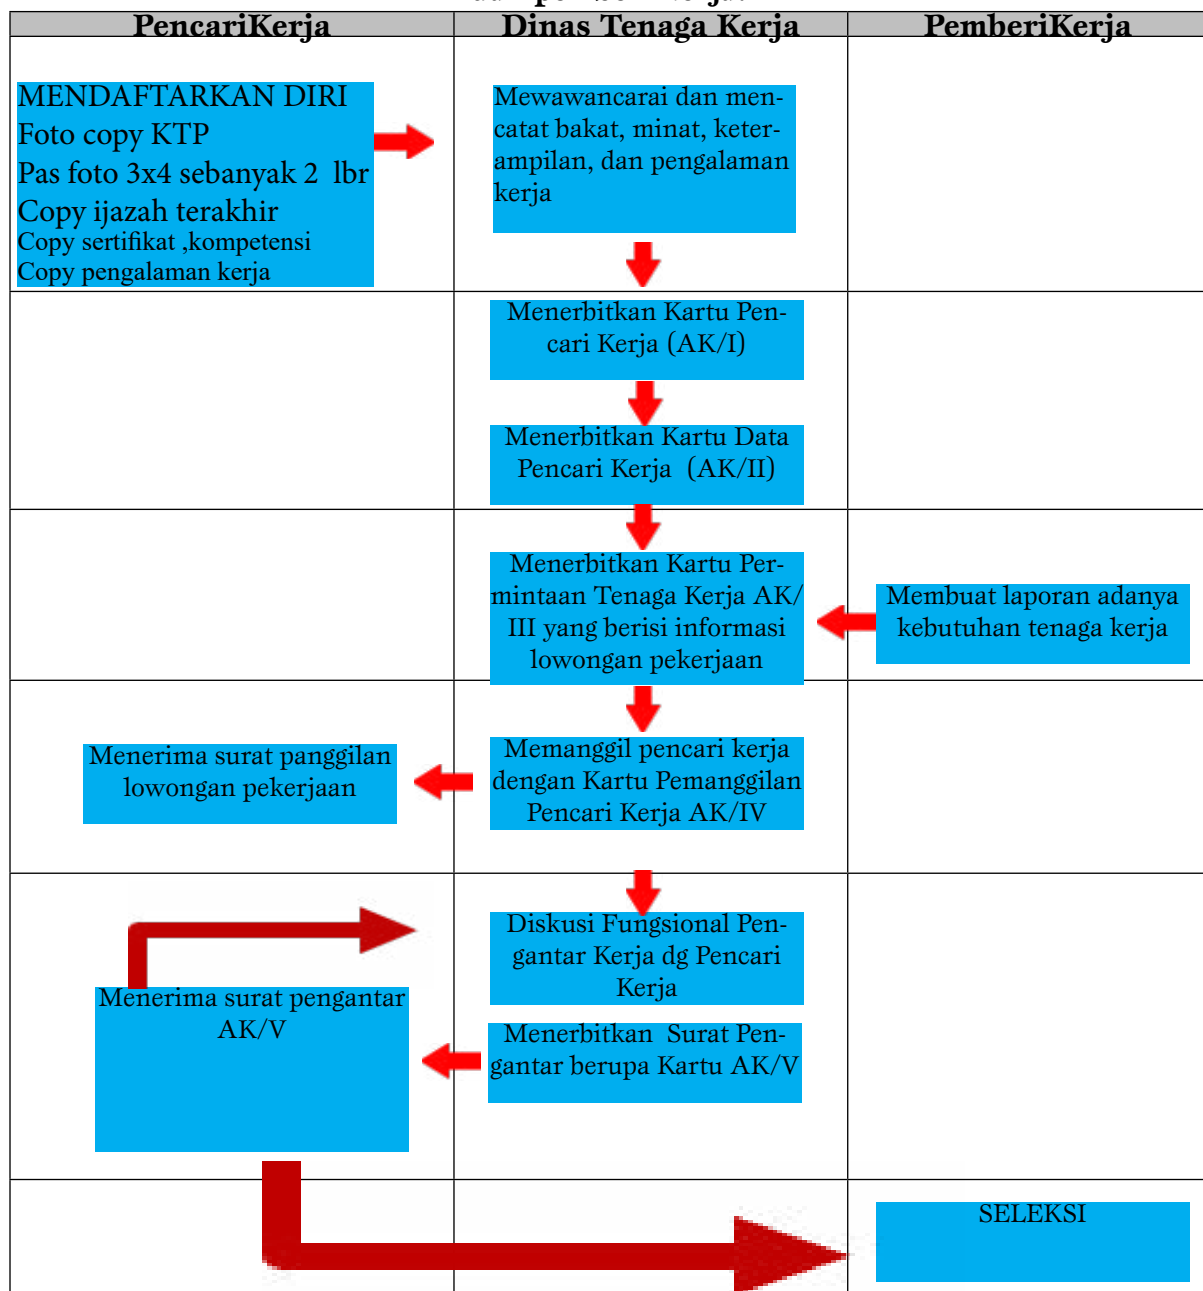 dan pemberi kerja.
PencariKerja
Dinas Tenaga Kerja
PemberiKerja
MENDAFTARKAN DIRI
Foto copy KTP
Pas foto 3x4 sebanyak 2 lbr
Copy ijazah terakhir
Copy sertifikat ,kompetensi
Copy pengalaman kerja
Mewawancarai dan men-
catat bakat, minat, keter-
ampilan, dan pengalaman
kerja
Menerbitkan Kartu Pen-
cari Kerja (AK/I)
Menerbitkan Kartu Data
Pencari Kerja (AK/II)
Menerbitkan Kartu Per-
mintaan Tenaga Kerja AK/
III yang berisi informasi
lowongan pekerjaan
Membuat laporan adanya
kebutuhan tenaga kerja
Menerima surat panggilan
lowongan pekerjaan
Memanggil pencari kerja
dengan Kartu Pemanggilan
Pencari Kerja AK/IV
Diskusi Fungsional Pen-
gantar Kerja dg Pencari
Kerja
Menerima surat pengantar
AK/V
Menerbitkan Surat Pen-
gantar berupa Kartu AK/V
SELEKSI